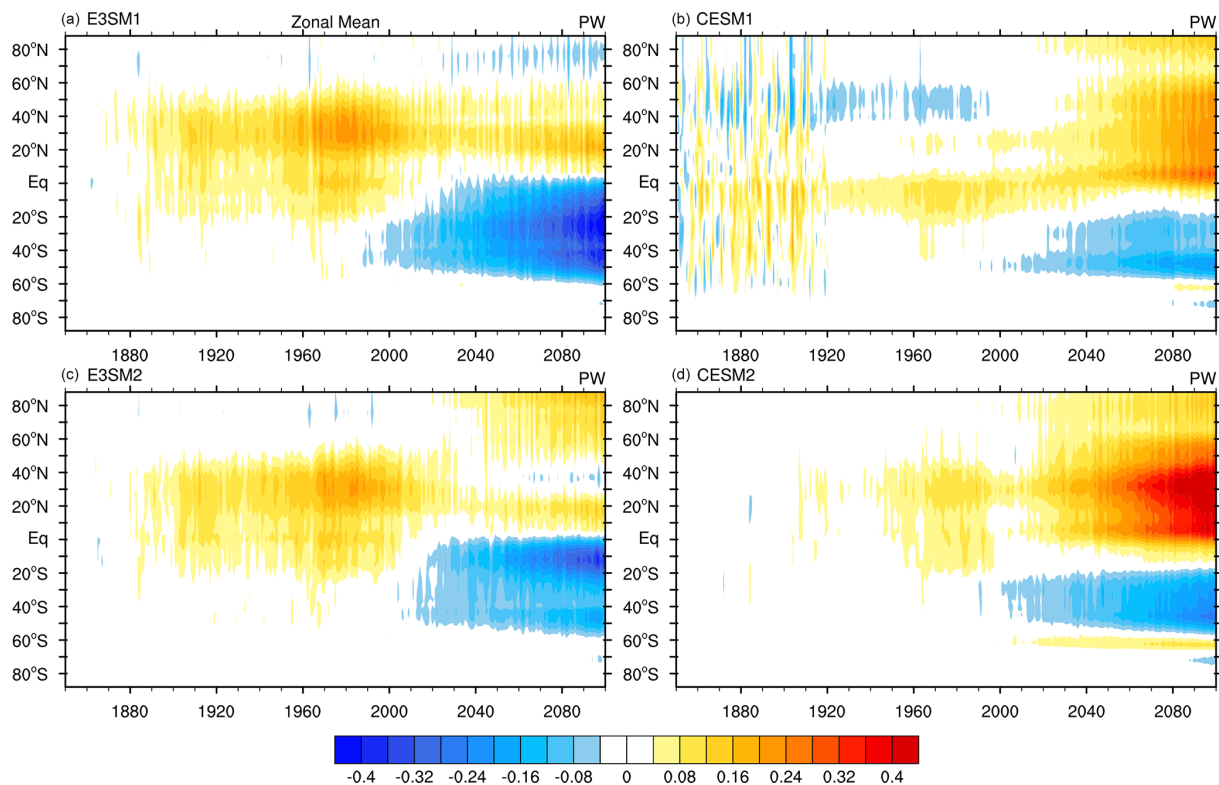 (a) E3SM1 Zonal Mean PW
(b) CESM1 PW
80°N 80°N
60°N 60°N
40°N 40°N
20°N 20°N
Eq Eq
20°S 20°S
40°S 40°S
60°S 60°S
80°S 80°S
1880 1920 1960 2000 2040 2080 1880 1920 1960 2000 2040 2080
(c) E3SM2 PW
(d) CESM2 PW
80°N 80°N
60°N 60°N
40°N 40°N
20°N 20°N
Eq Eq
20°S 20°S
40°S 40°S
60°S 60°S
80°S 80°S
1880 1920 1960 2000 2040 2080 1880 1920 1960 2000 2040 2080
-0.4 -0.32 -0.24 -0.16 -0.08 0 0.08 0.16 0.24 0.32 0.4